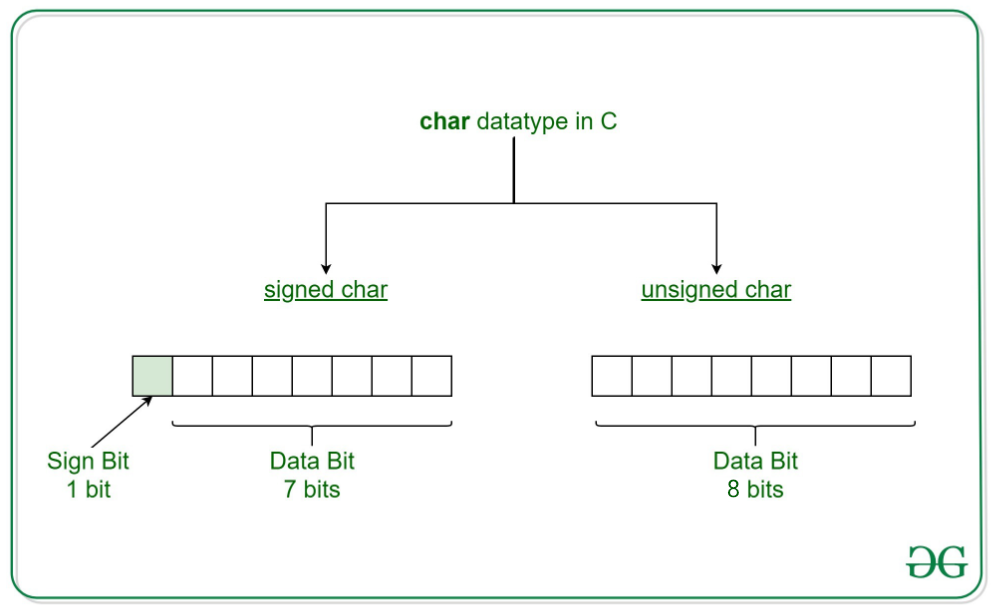 char datatype in C
signed char
unsigned char
Sign Bit
1 bit
Data Bit
7 bits
Data Bit
8 bits